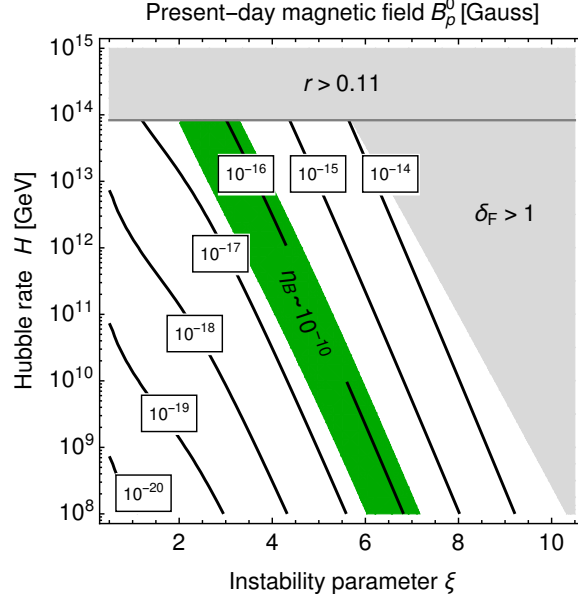 Present−day magnetic field B_p^0 [Gauss]
10^15
10^14
10^13
10^12
10^11
10^10
10^9
10^8
Hubble rate H [GeV]
r > 0.11
δ_F > 1
10^−16
10^−15
10^−14
10^−17
10^−18
10^−19
10^−20
η_B ~ 10^−10
2 4 6 8 10
Instability parameter ξ